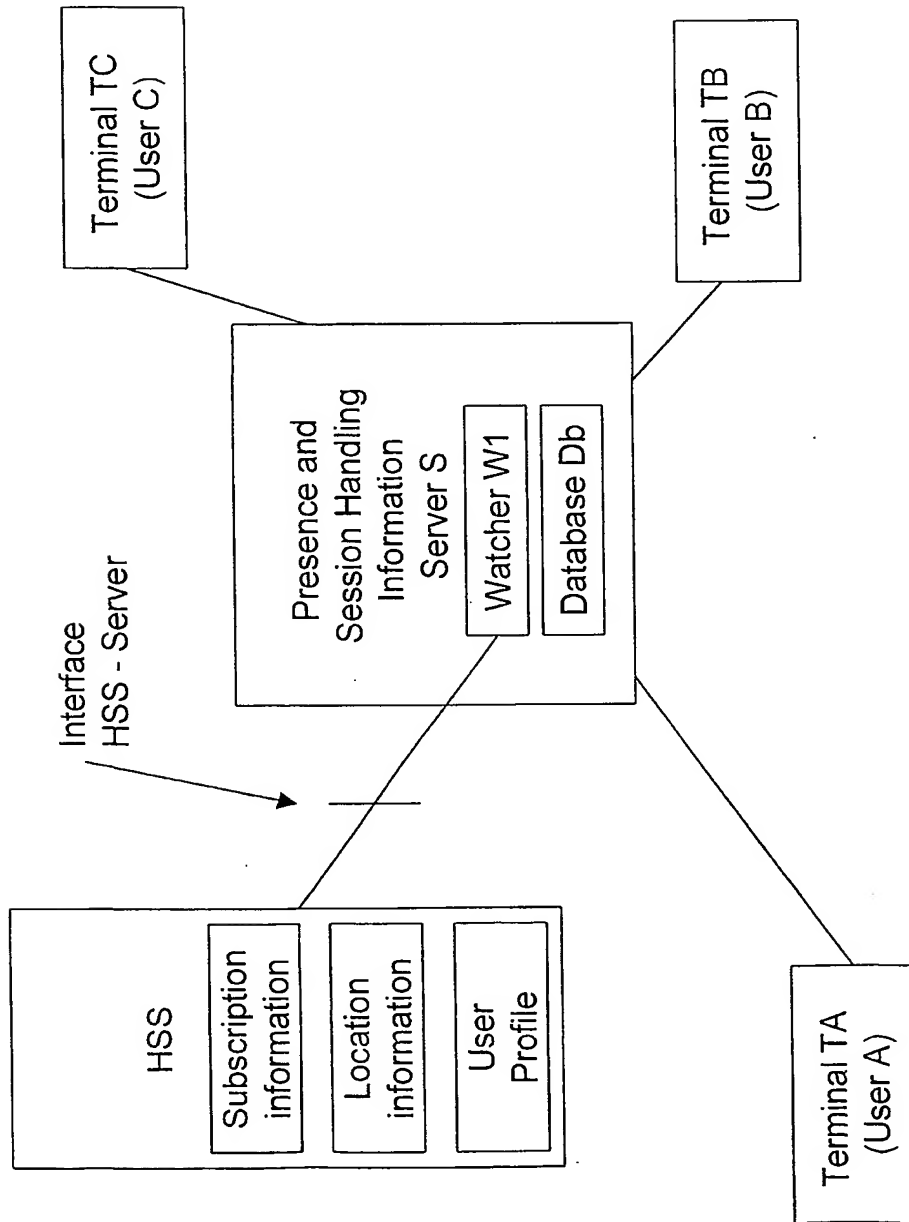 HSS
Subscription
information
Location
information
User
Profile
Interface
HSS - Server
Presence and
Session Handling
Information
Server S
Watcher W1
Database Db
Terminal TA
(User A)
Terminal TB
(User B)
Terminal TC
(User C)